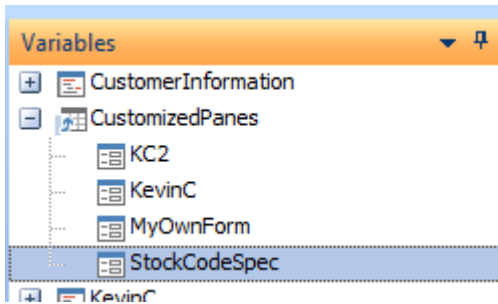 Variables
CustomerInformation
CustomizedPanes
KC2
KevinC
MyOwnForm
StockCodeSpec
KevinC